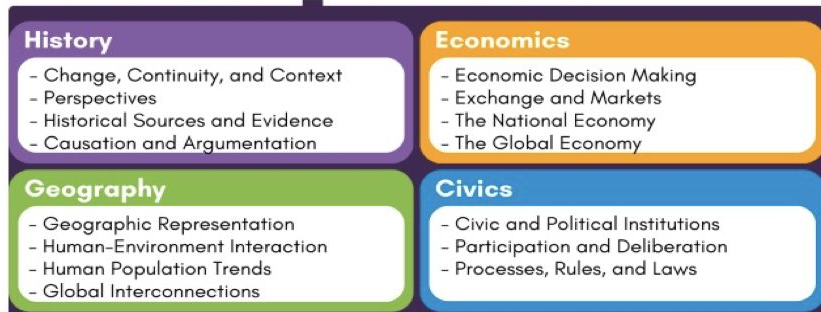 History
- Change, Continuity, and Context
- Perspectives
- Historical Sources and Evidence
- Causation and Argumentation
Economics
- Economic Decision Making
- Exchange and Markets
- The National Economy
- The Global Economy
Geography
- Geographic Representation
- Human-Environment Interaction
- Human Population Trends
- Global Interconnections
Civics
- Civic and Political Institutions
- Participation and Deliberation
- Processes, Rules, and Laws